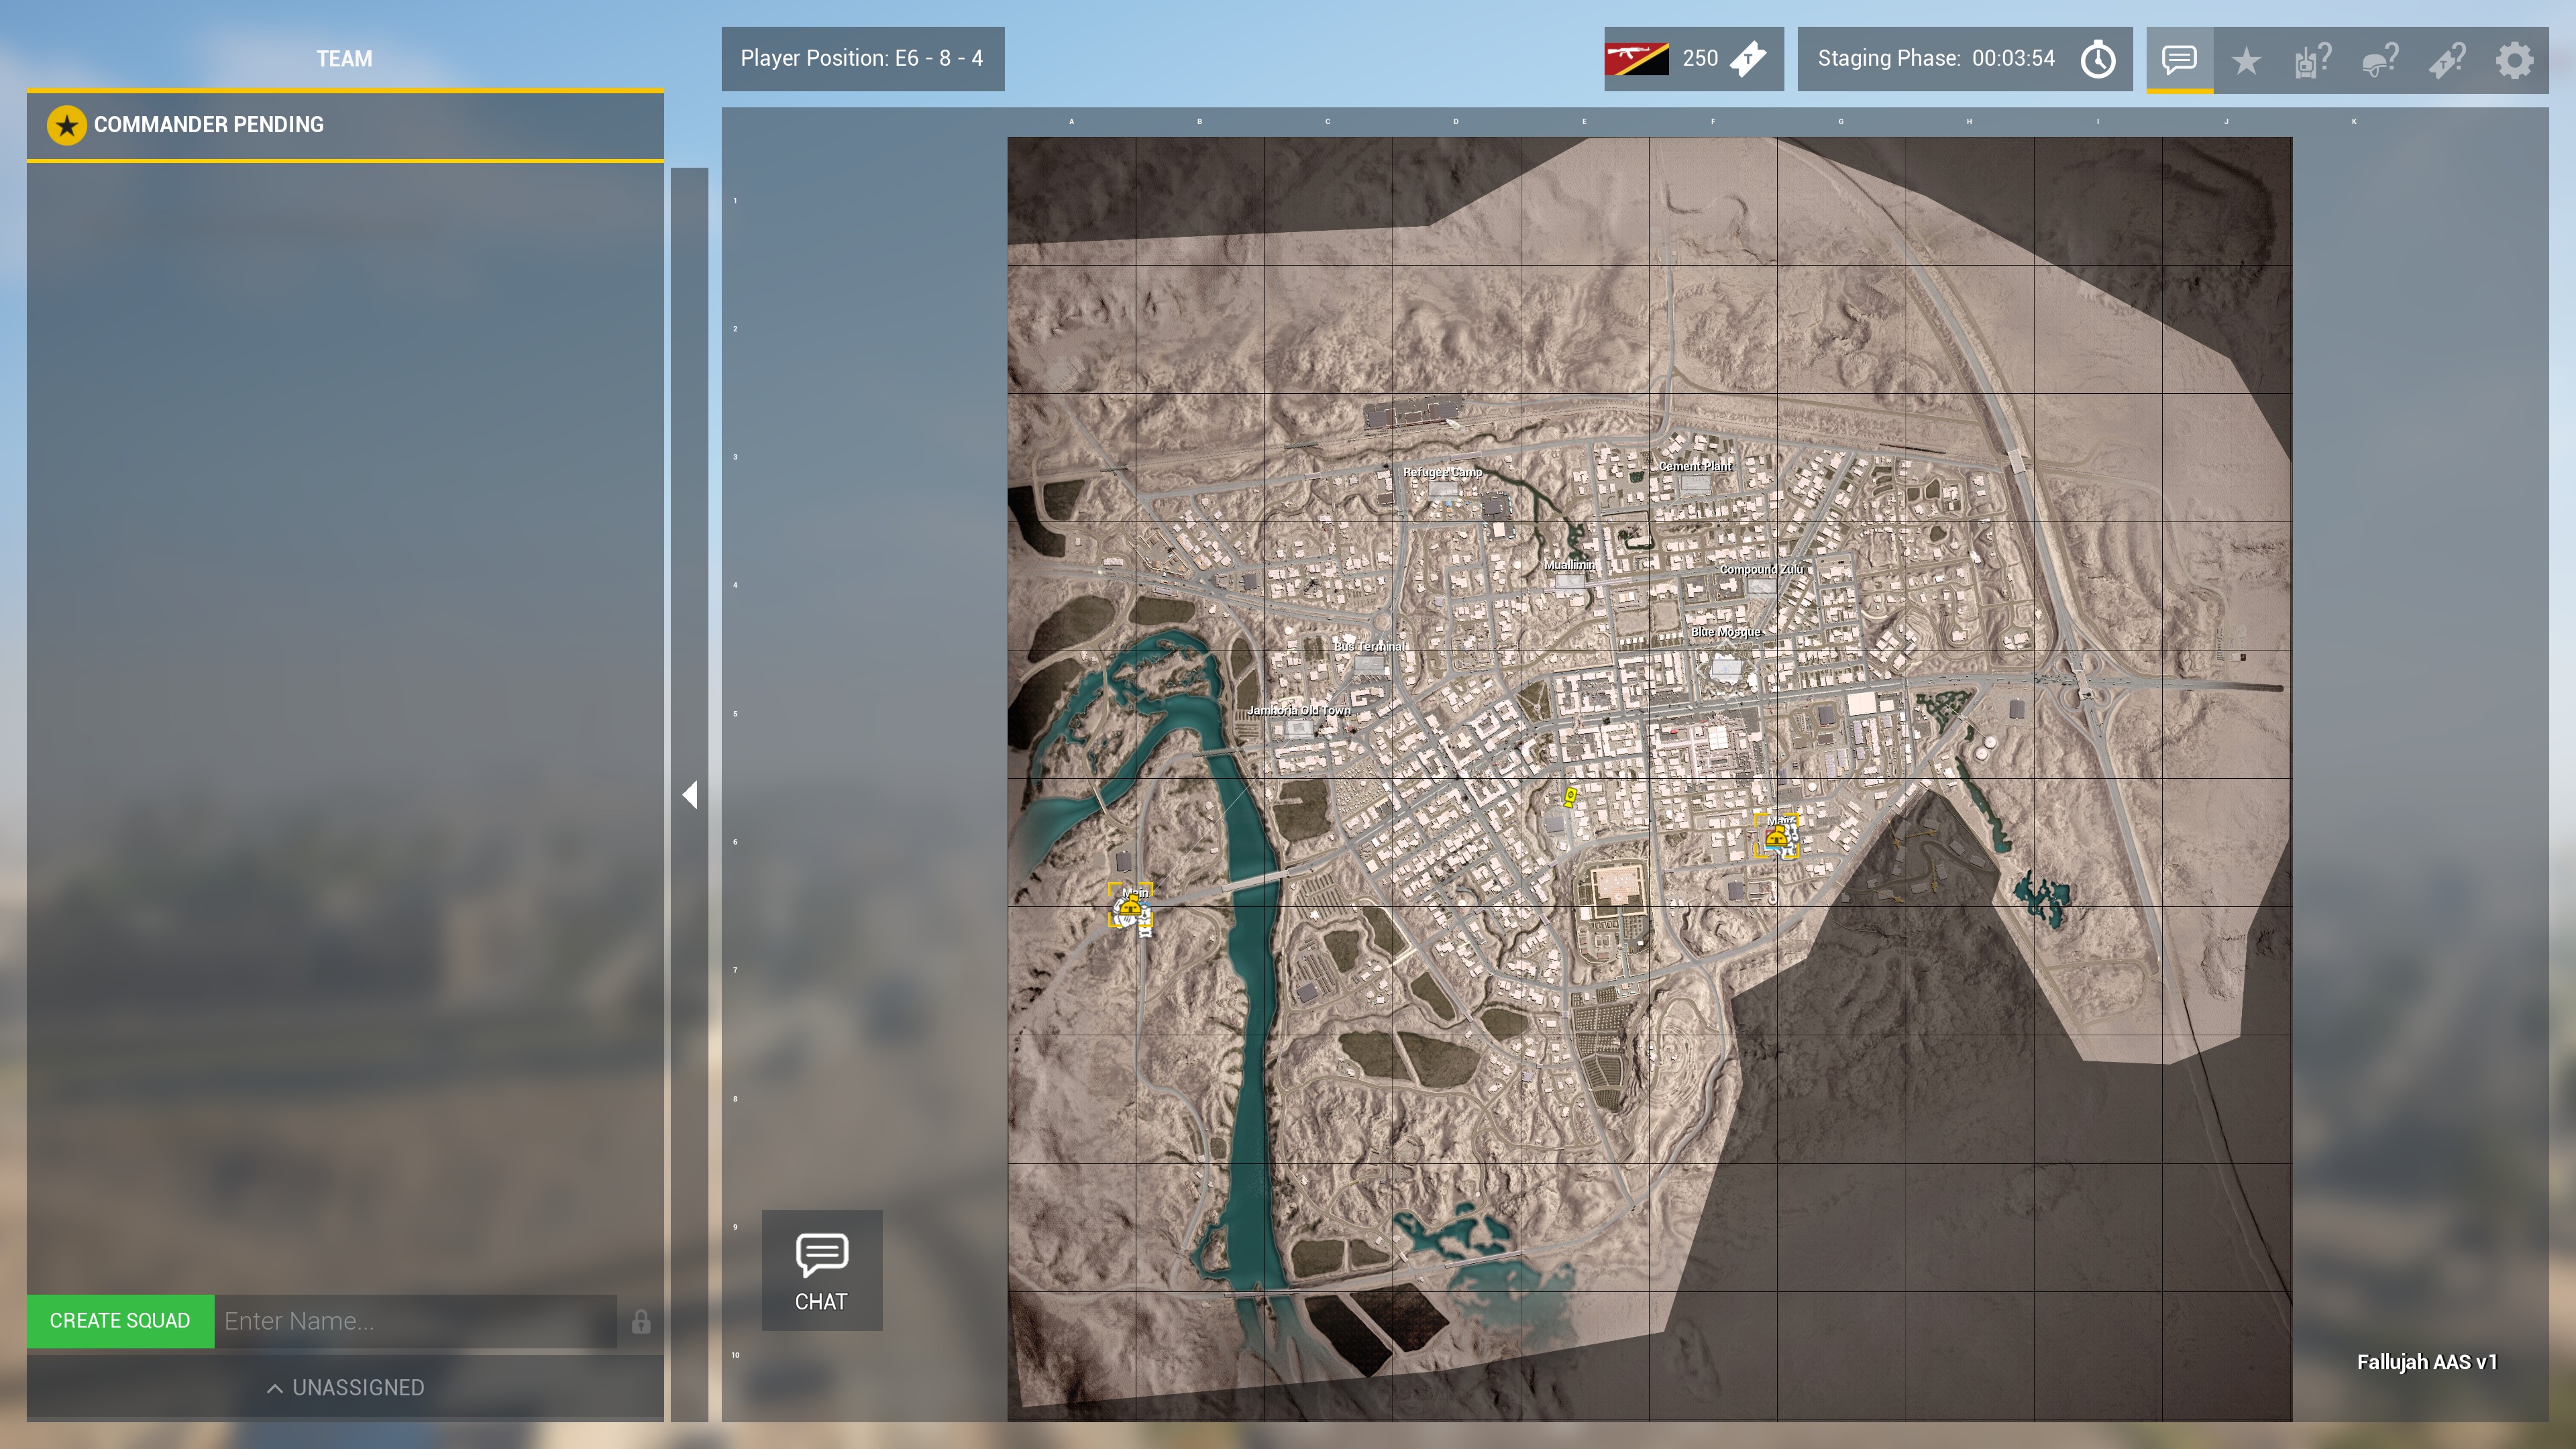 TEAM
Player Position: E6 - 8 - 4
250
Staging Phase: 00:03:54
COMMANDER PENDING
A B C D E F G H I J K
1
2
3
4
5
6
7
8
9
10
Refugee Camp
Cement Plant
Muallimin
Compound Zulu
Blue Mosque
Bus Terminal
Jamhoria Old Town
Main
Main
CHAT
CREATE SQUAD
Enter Name...
UNASSIGNED
Fallujah AAS v1